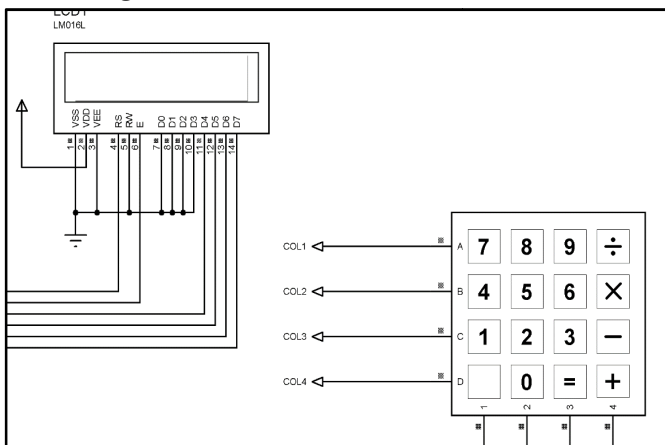 LCD1
LM016L
VSS
VDD
VEE
RS
RW
E
D0
D1
D2
D3
D4
D5
D6
D7
1
2
3
4
5
6
7
8
9
10
11
12
13
14
COL1
A
7
8
9
÷
COL2
B
4
5
6
×
COL3
C
1
2
3
−
COL4
D
0
=
+
1
2
3
4